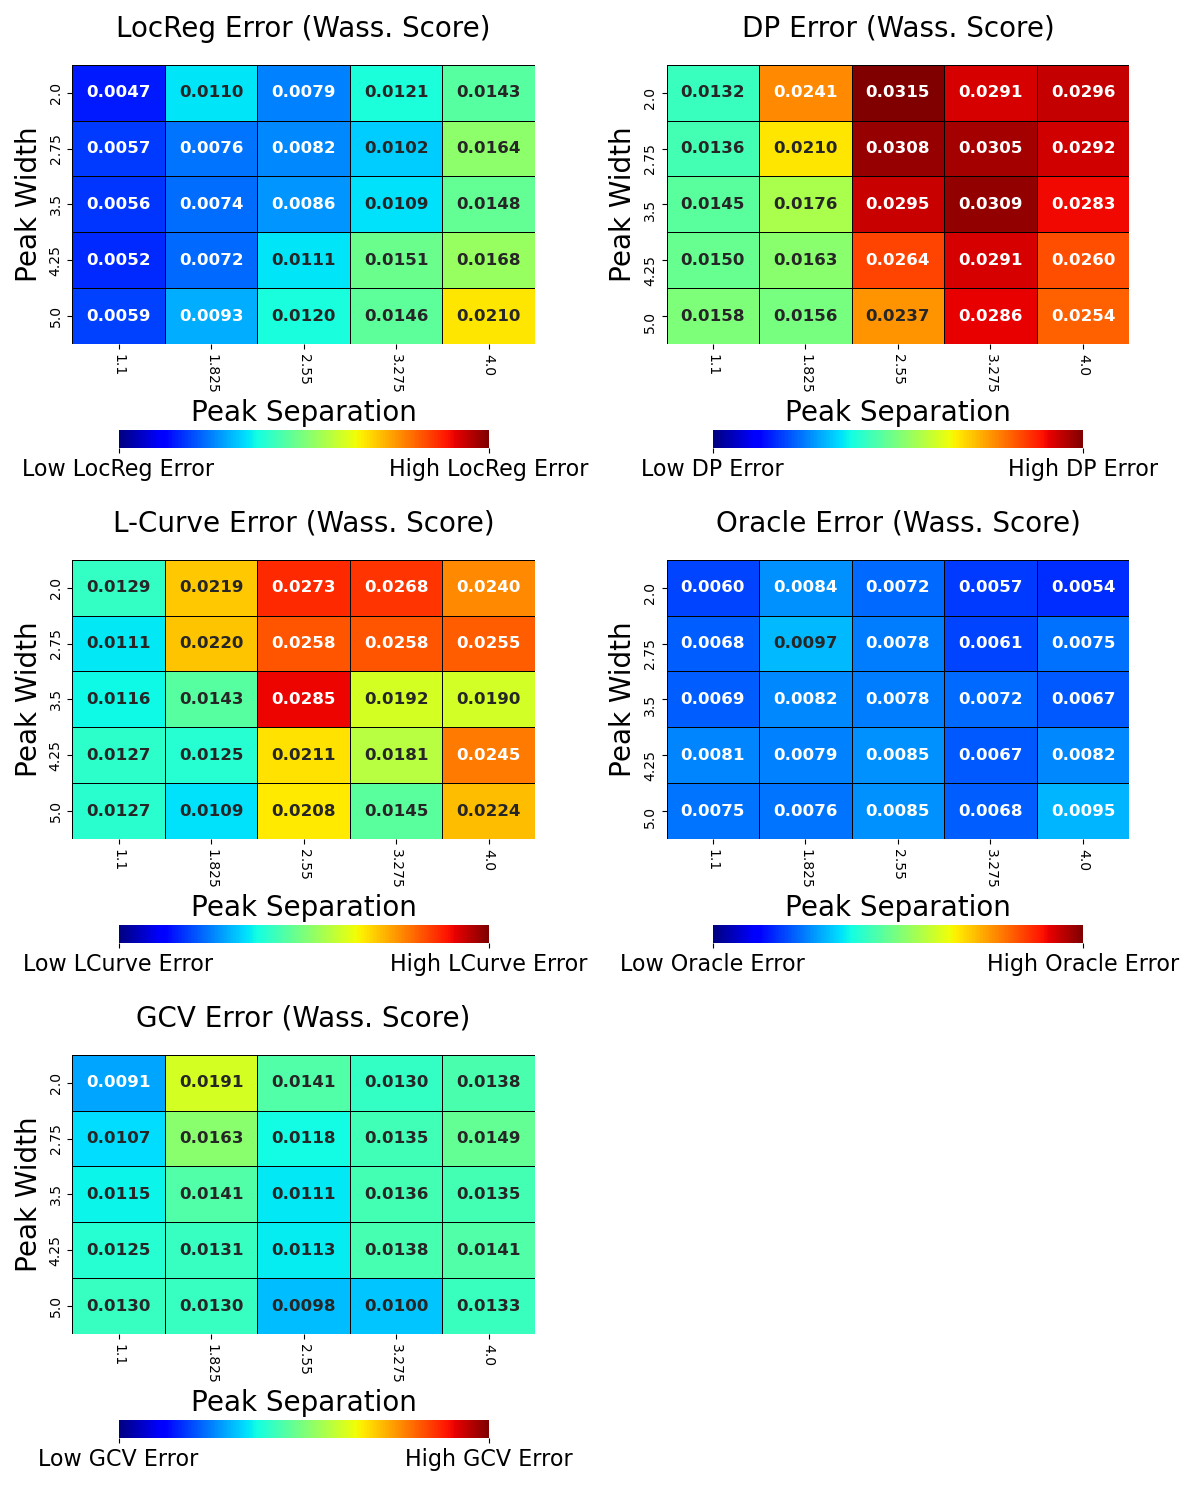 LocReg Error (Wass. Score)
Peak Width
2.0 0.0047 0.0110 0.0079 0.0121 0.0143
2.75 0.0057 0.0076 0.0082 0.0102 0.0164
3.5 0.0056 0.0074 0.0086 0.0109 0.0148
4.25 0.0052 0.0072 0.0111 0.0151 0.0168
5.0 0.0059 0.0093 0.0120 0.0146 0.0210
1.1 1.825 2.55 3.275 4.0
Peak Separation
Low LocReg Error High LocReg Error
DP Error (Wass. Score)
Peak Width
2.0 0.0132 0.0241 0.0315 0.0291 0.0296
2.75 0.0136 0.0210 0.0308 0.0305 0.0292
3.5 0.0145 0.0176 0.0295 0.0309 0.0283
4.25 0.0150 0.0163 0.0264 0.0291 0.0260
5.0 0.0158 0.0156 0.0237 0.0286 0.0254
1.1 1.825 2.55 3.275 4.0
Peak Separation
Low DP Error High DP Error
L-Curve Error (Wass. Score)
Peak Width
2.0 0.0129 0.0219 0.0273 0.0268 0.0240
2.75 0.0111 0.0220 0.0258 0.0258 0.0255
3.5 0.0116 0.0143 0.0285 0.0192 0.0190
4.25 0.0127 0.0125 0.0211 0.0181 0.0245
5.0 0.0127 0.0109 0.0208 0.0145 0.0224
1.1 1.825 2.55 3.275 4.0
Peak Separation
Low LCurve Error High LCurve Error
Oracle Error (Wass. Score)
Peak Width
2.0 0.0060 0.0084 0.0072 0.0057 0.0054
2.75 0.0068 0.0097 0.0078 0.0061 0.0075
3.5 0.0069 0.0082 0.0078 0.0072 0.0067
4.25 0.0081 0.0079 0.0085 0.0067 0.0082
5.0 0.0075 0.0076 0.0085 0.0068 0.0095
1.1 1.825 2.55 3.275 4.0
Peak Separation
Low Oracle Error High Oracle Error
GCV Error (Wass. Score)
Peak Width
2.0 0.0091 0.0191 0.0141 0.0130 0.0138
2.75 0.0107 0.0163 0.0118 0.0135 0.0149
3.5 0.0115 0.0141 0.0111 0.0136 0.0135
4.25 0.0125 0.0131 0.0113 0.0138 0.0141
5.0 0.0130 0.0130 0.0098 0.0100 0.0133
1.1 1.825 2.55 3.275 4.0
Peak Separation
Low GCV Error High GCV Error